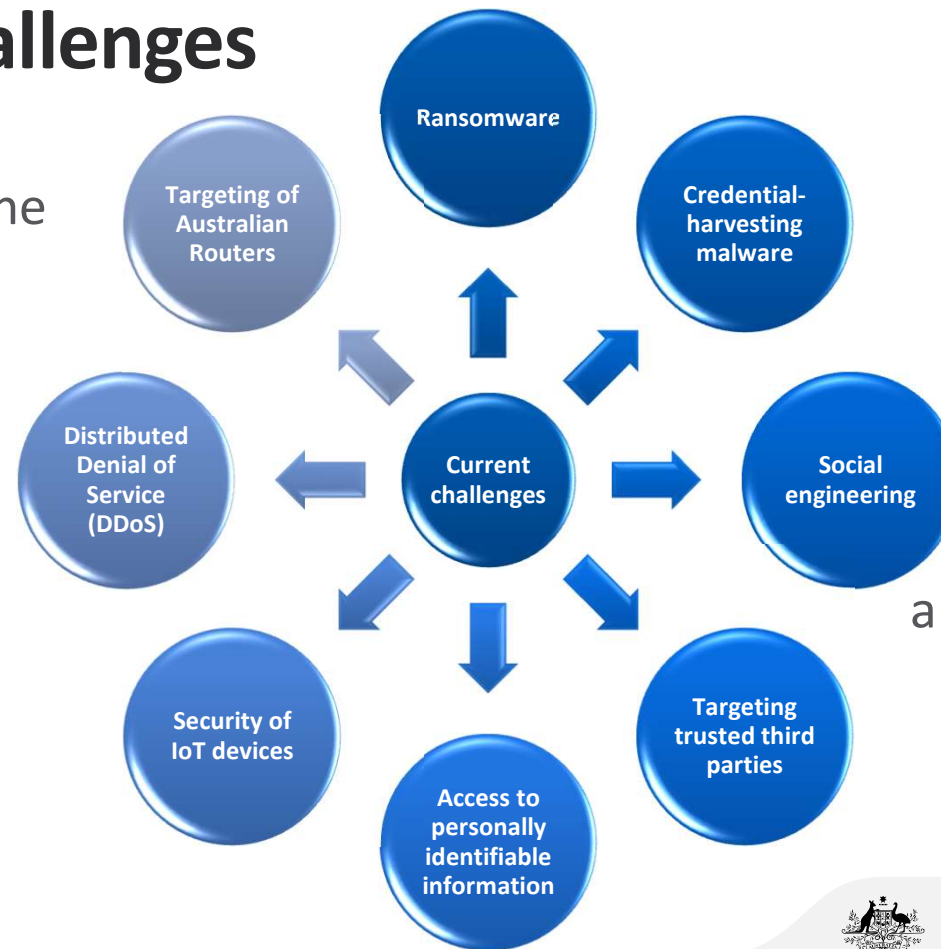 allenges
ne
Ransomware
Targeting of
Australian
Routers
Credential-
harvesting
malware
Distributed
Denial of
Service
(DDoS)
Current
challenges
Social
engineering
a
Security of
IoT devices
Targeting
trusted third
parties
Access to
personally
identifiable
information